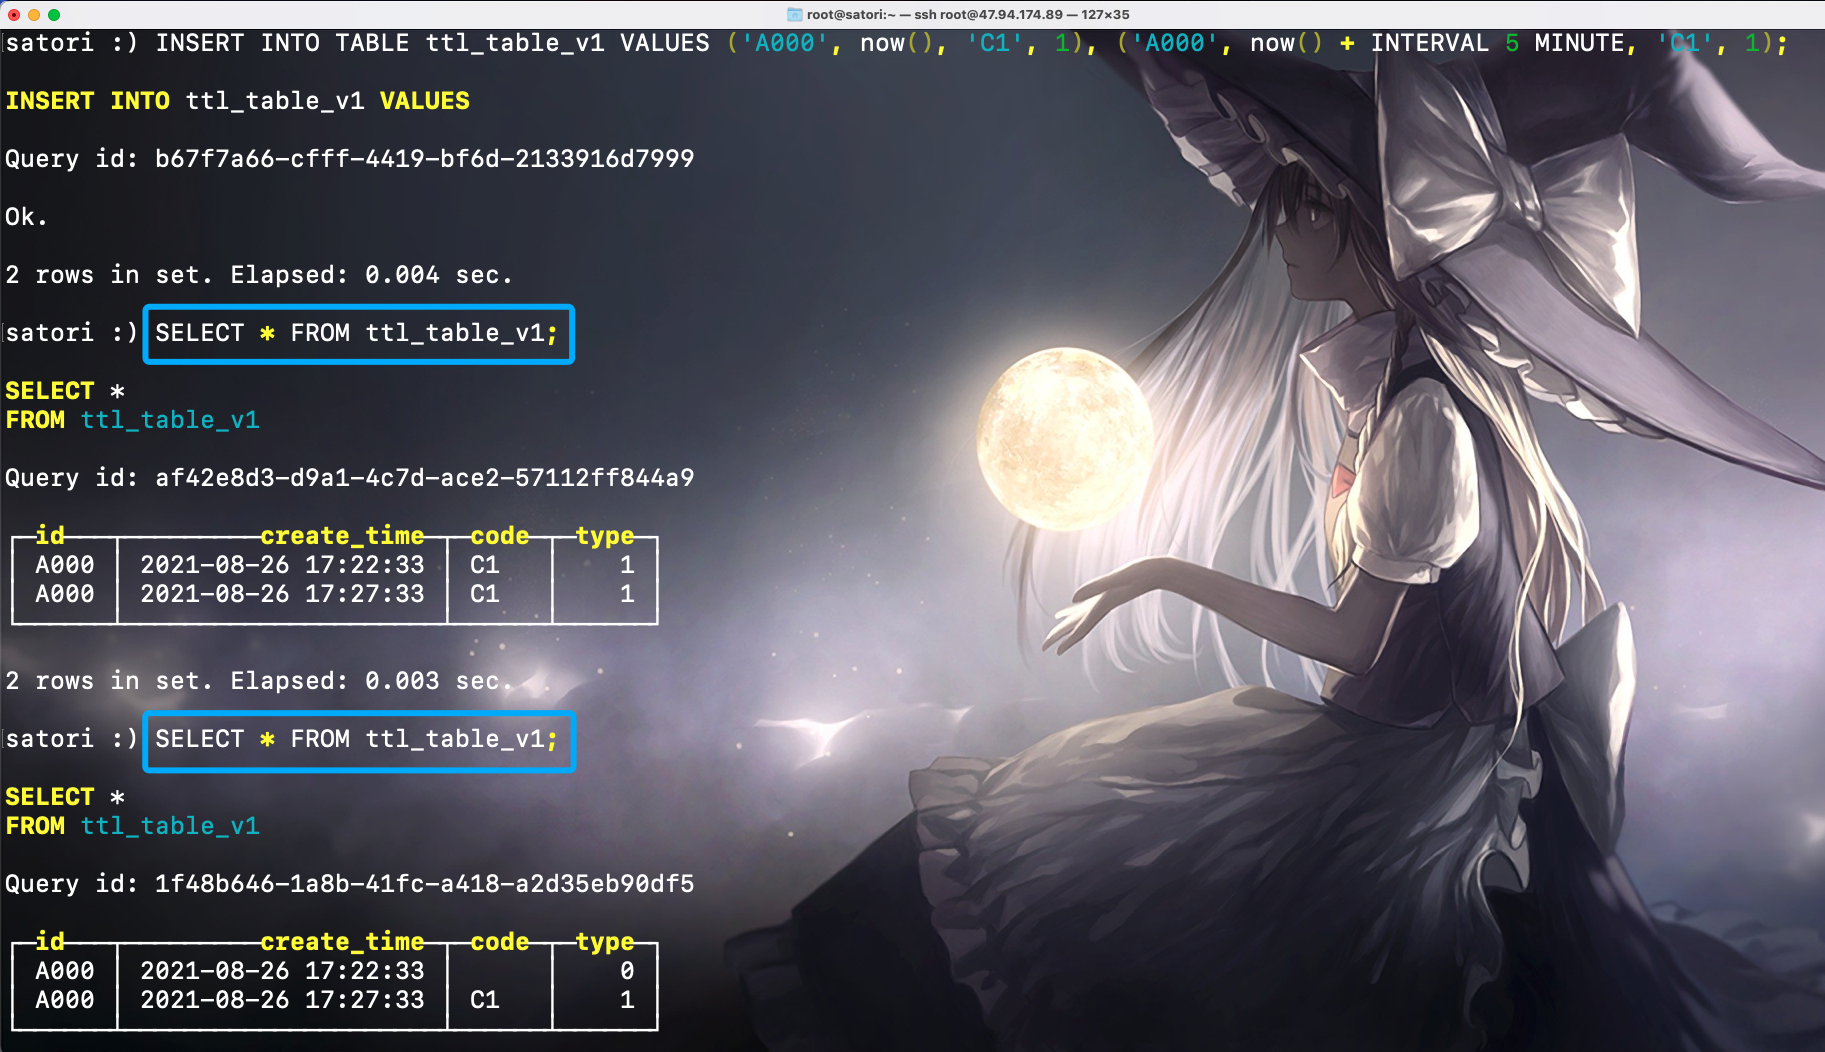 root@satori:~ — ssh root@47.94.174.89 — 127×35
satori :) INSERT INTO TABLE ttl_table_v1 VALUES ('A000', now(), 'C1', 1), ('A000', now() + INTERVAL 5 MINUTE, 'C1', 1);
INSERT INTO ttl_table_v1 VALUES
Query id: b67f7a66-cfff-4419-bf6d-2133916d7999
Ok.
2 rows in set. Elapsed: 0.004 sec.
satori :) SELECT * FROM ttl_table_v1;
SELECT *
FROM ttl_table_v1
Query id: af42e8d3-d9a1-4c7d-ace2-57112ff844a9
id create_time code type
A000 2021-08-26 17:22:33 C1 1
A000 2021-08-26 17:27:33 C1 1
2 rows in set. Elapsed: 0.003 sec.
satori :) SELECT * FROM ttl_table_v1;
SELECT *
FROM ttl_table_v1
Query id: 1f48b646-1a8b-41fc-a418-a2d35eb90df5
id create_time code type
A000 2021-08-26 17:22:33 0
A000 2021-08-26 17:27:33 C1 1